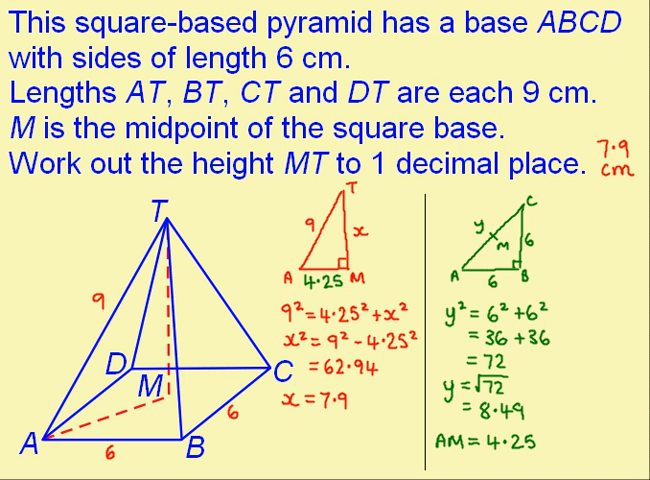 This square-based pyramid has a base ABCD
with sides of length 6 cm.
Lengths AT, BT, CT and DT are each 9 cm.
M is the midpoint of the square base.
Work out the height MT to 1 decimal place.
7.9
cm
T
9
D
M
C
6
A
6
B
T
9
x
A 4.25 M
9² = 4.25² + x²
x² = 9² - 4.25²
= 62.94
x = 7.9
C
y
M
6
A
6
B
y² = 6² + 6²
= 36 + 36
= 72
y = √72
= 8.49
AM = 4.25